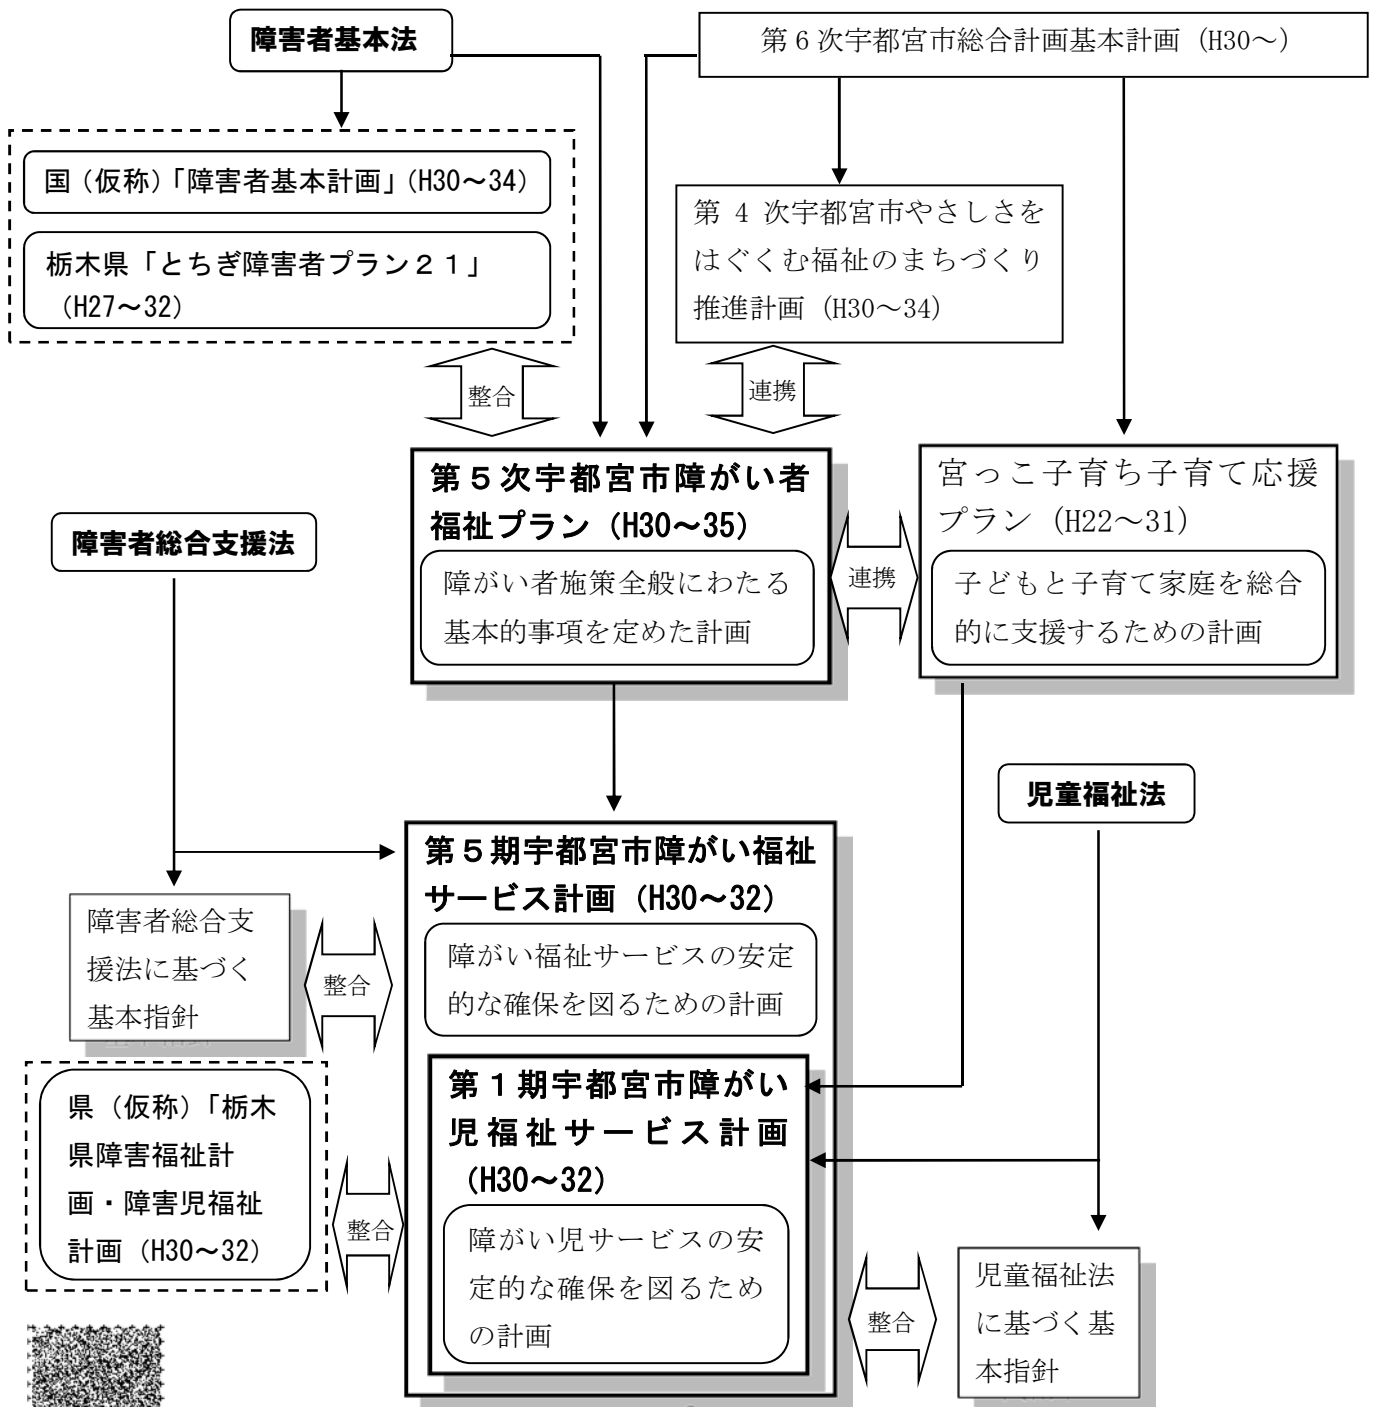 障害者基本法
第６次宇都宮市総合計画基本計画（H30～）
国（仮称）「障害者基本計画」（H30～34）
栃木県「とちぎ障害者プラン２１」
（H27～32）
第 4 次宇都宮市やさしさを
はぐくむ福祉のまちづくり
推進計画（H30～34）
整合
連携
第５次宇都宮市障がい者
福祉プラン（H30～35）
障がい者施策全般にわたる
基本的事項を定めた計画
連携
宮っこ子育ち子育て応援
プラン（H22～31）
子どもと子育て家庭を総合
的に支援するための計画
障害者総合支援法
児童福祉法
第５期宇都宮市障がい福祉
サービス計画（H30～32）
障がい福祉サービスの安定
的な確保を図るための計画
障害者総合支
援法に基づく
基本指針
整合
県（仮称）「栃木
県障害福祉計
画・障害児福祉
計画（H30～32）
整合
第１期宇都宮市障がい
児福祉サービス計画
（H30～32）
障がい児サービスの安
定的な確保を図るため
の計画
整合
児童福祉法
に基づく基
本指針